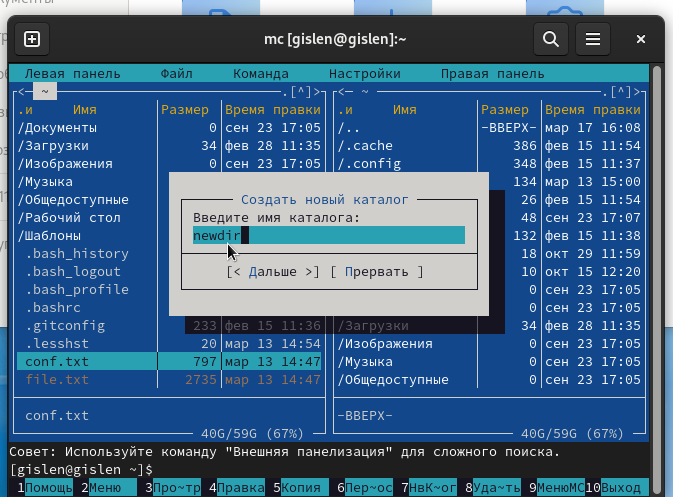 mc [gislen@gislen]:~
Левая панель Файл Команда Настройки Правая панель
<— ~ .[^]> <— ~ .[^]>
.и Имя Размер Время правки .и Имя Размер Время правки
/Документы 0 сен 23 17:05 /.. -ВВЕРХ- мар 17 16:08
/Загрузки 34 фев 28 11:35 /.cache 386 фев 15 11:54
/Изображения 0 сен 23 17:05 /.config 348 фев 15 11:37
/Музыка 134 мар 13 15:00
/Общедоступные 26 фев 15 11:54
/Рабочий стол 48 сен 23 17:07
/Шаблоны 132 фев 15 11:38
.bash_history 18 окт 29 11:59
.bash_logout 10 окт 15 12:20
.bash_profile 0 сен 23 17:05
.bashrc 0 сен 23 17:05
Создать новый каталог
Введите имя каталога:
newdir
[< Дальше >] [ Прервать ]
.gitconfig 233 фев 15 11:36 /Загрузки 34 фев 28 11:35
.lesshst 20 мар 13 14:54 /Изображения 0 сен 23 17:05
conf.txt 797 мар 13 14:47 /Музыка 0 сен 23 17:05
file.txt 2735 мар 13 14:47 /Общедоступные 0 сен 23 17:05
conf.txt -ВВЕРХ-
40G/59G (67%) 40G/59G (67%)
Совет: Используйте команду "Внешняя панелизация" для сложного поиска.
[gislen@gislen ~]$
1Помощь 2Меню 3Про~тр 4Правка 5Копия 6Пер~ос 7НвК~ог 8Уда~ть 9МенюМС 10Выход